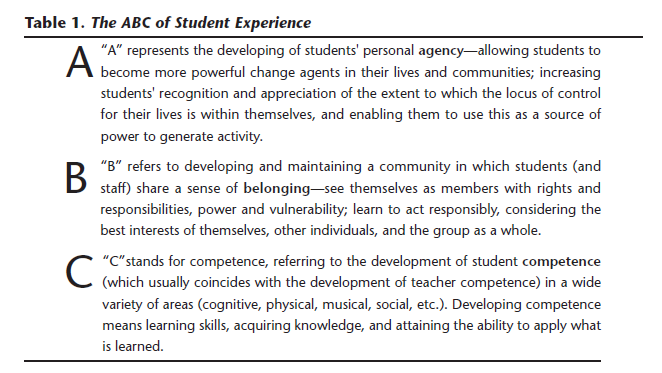 Table 1. The ABC of Student Experience
A "A" represents the developing of students' personal agency—allowing students to
become more powerful change agents in their lives and communities; increasing
students' recognition and appreciation of the extent to which the locus of control
for their lives is within themselves, and enabling them to use this as a source of
power to generate activity.
B "B" refers to developing and maintaining a community in which students (and
staff) share a sense of belonging—see themselves as members with rights and
responsibilities, power and vulnerability; learn to act responsibly, considering the
best interests of themselves, other individuals, and the group as a whole.
C "C"stands for competence, referring to the development of student competence
(which usually coincides with the development of teacher competence) in a wide
variety of areas (cognitive, physical, musical, social, etc.). Developing competence
means learning skills, acquiring knowledge, and attaining the ability to apply what
is learned.